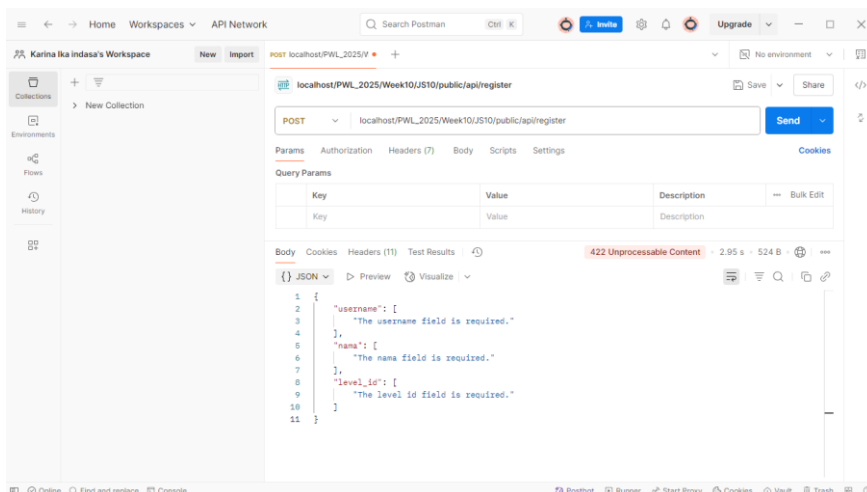 Home Workspaces API Network Search Postman Ctrl K Invite Upgrade
Karina Ika indasa's Workspace New Import POST localhost/PWL_2025/V No environment
Collections
Environments
Flows
History
New Collection
HTTP localhost/PWL_2025/Week10/JS10/public/api/register Save Share
POST localhost/PWL_2025/Week10/JS10/public/api/register Send
Params Authorization Headers (7) Body Scripts Settings Cookies
Query Params
Key Value Description Bulk Edit
Key Value Description
Body Cookies Headers (11) Test Results 422 Unprocessable Content 2.95 s 524 B
{} JSON Preview Visualize
1 {
2 "username": [
3 "The username field is required."
4 ],
5 "nama": [
6 "The nama field is required."
7 ],
8 "level_id": [
9 "The level id field is required."
10 ]
11 }
Online Find and replace Console Postbot Runner Start Proxy Cookies Vault Trash